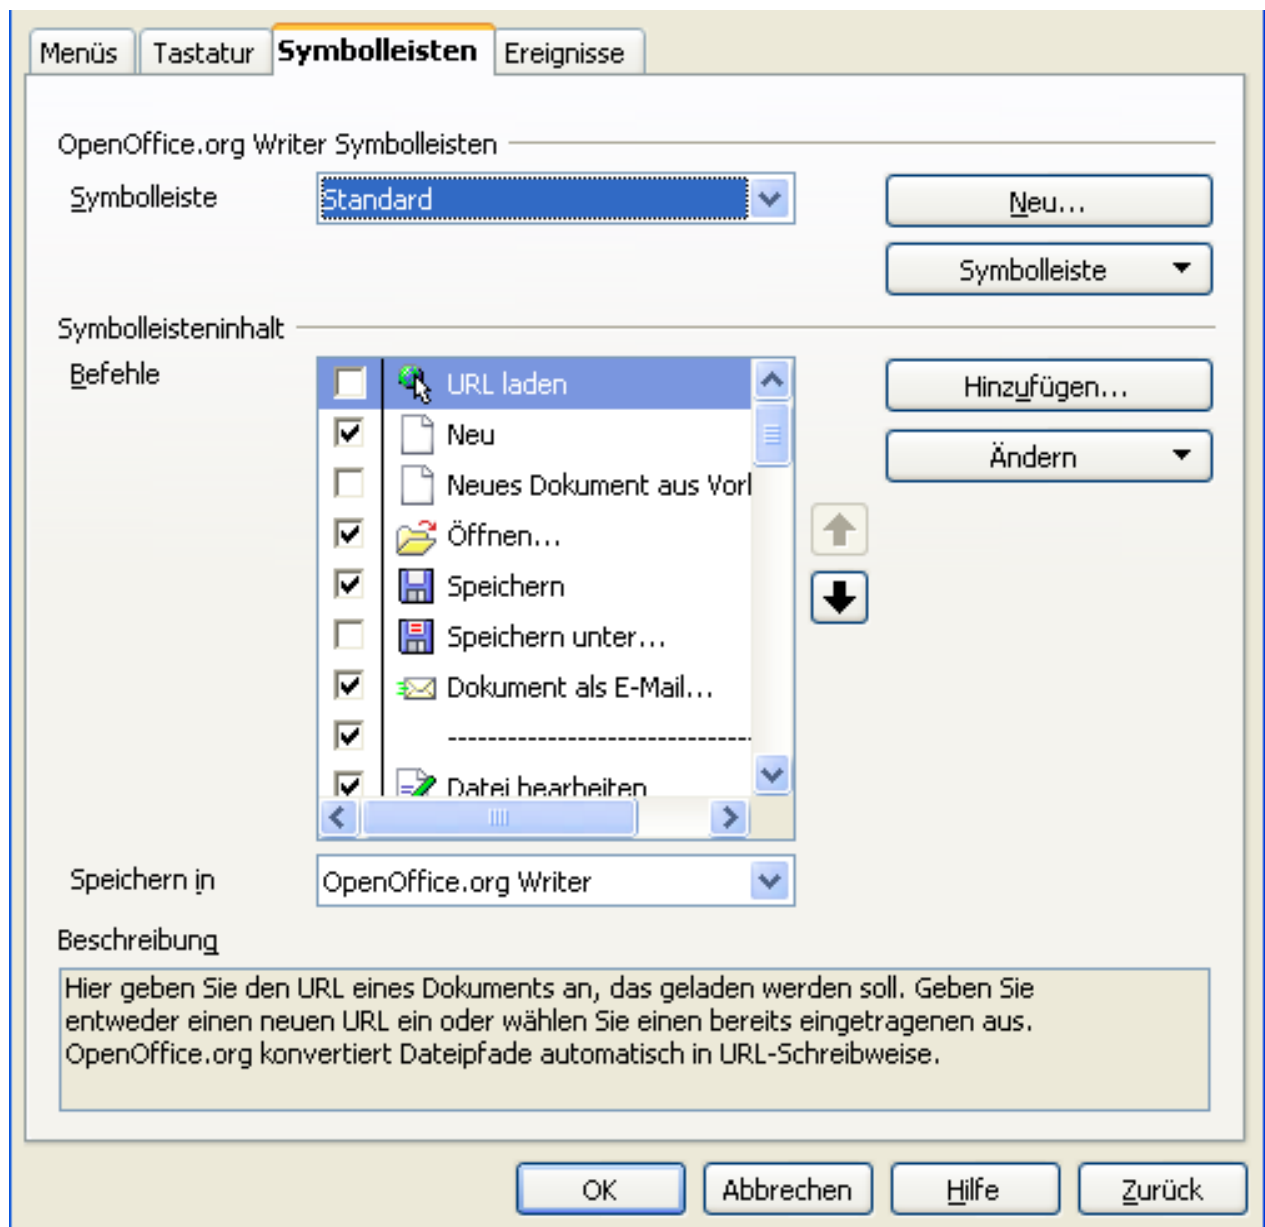 Menüs Tastatur Symbolleisten Ereignisse
OpenOffice.org Writer Symbolleisten
Symbolleiste Standard Neu...
Symbolleiste
Symbolleisteninhalt
Befehle URL laden Hinzufügen...
Neu
Ändern
Neues Dokument aus Vorl
Öffnen...
Speichern
Speichern unter...
Dokument als E-Mail...
--------------------------------
Datei bearbeiten
Speichern in OpenOffice.org Writer
Beschreibung
Hier geben Sie den URL eines Dokuments an, das geladen werden soll. Geben Sie
entweder einen neuen URL ein oder wählen Sie einen bereits eingetragenen aus.
OpenOffice.org konvertiert Dateipfade automatisch in URL-Schreibweise.
OK Abbrechen Hilfe Zurück